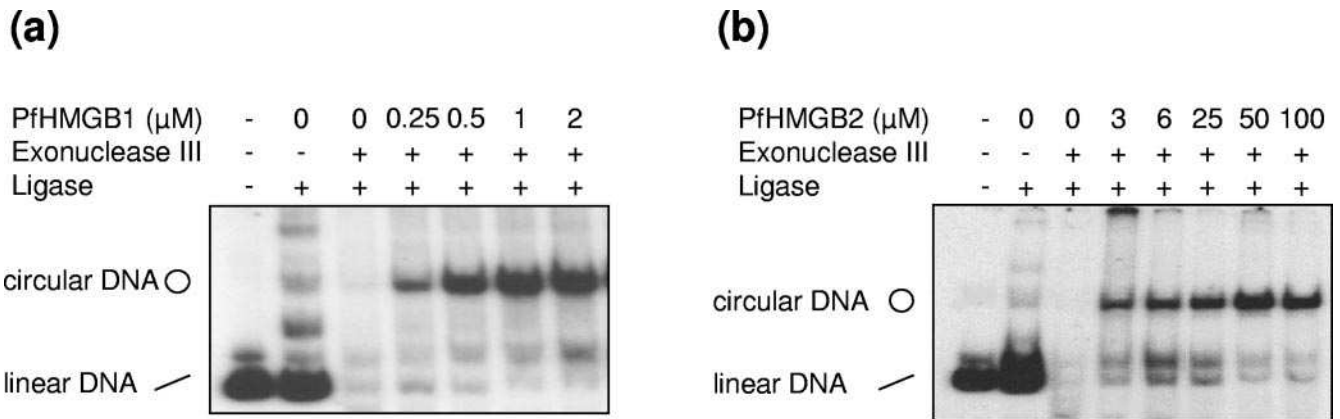 (a)
PfHMGB1 (µM) - 0 0 0.25 0.5 1 2
Exonuclease III - - + + + + +
Ligase - + + + + + +
circular DNA
linear DNA
(b)
PfHMGB2 (µM) - 0 0 3 6 25 50 100
Exonuclease III - - + + + + + +
Ligase - + + + + + + +
circular DNA
linear DNA